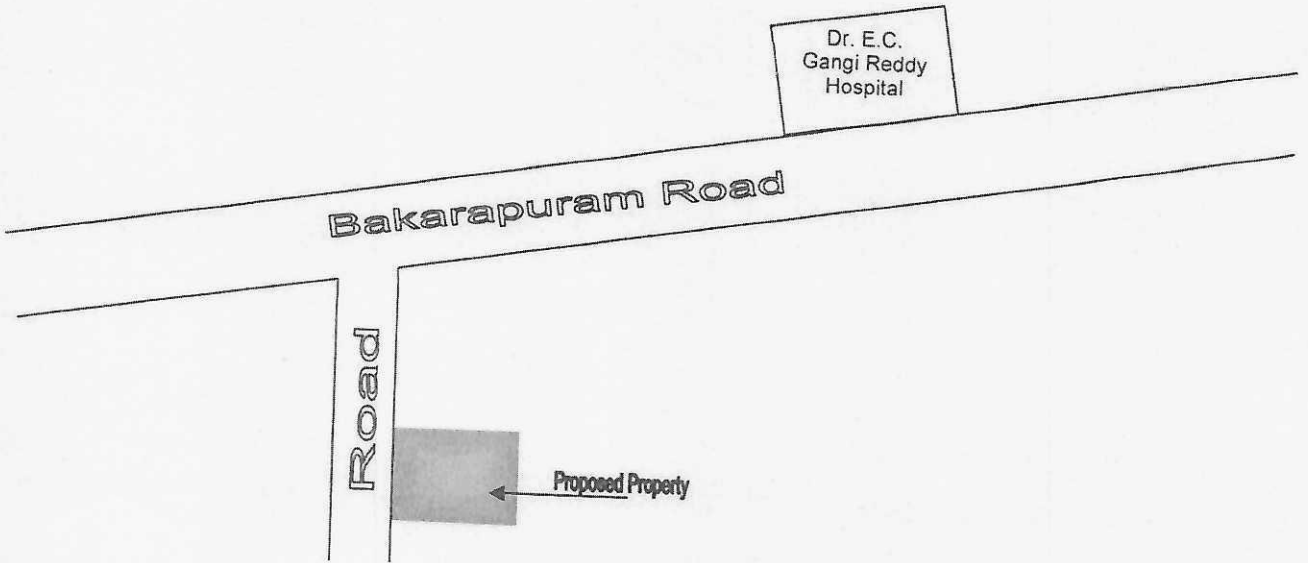 Dr. E.C.
Gangi Reddy
Hospital
Bakarapuram Road
Road
Proposed Property